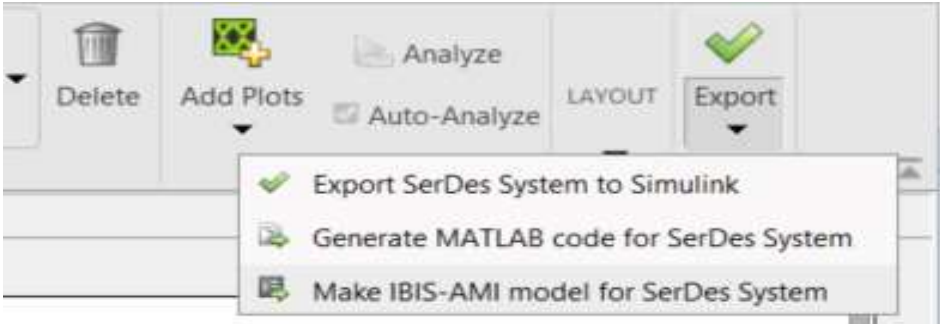 Analyze
Delete Add Plots LAYOUT Export
Auto-Analyze
Export SerDes System to Simulink
Generate MATLAB code for SerDes System
Make IBIS-AMI model for SerDes System